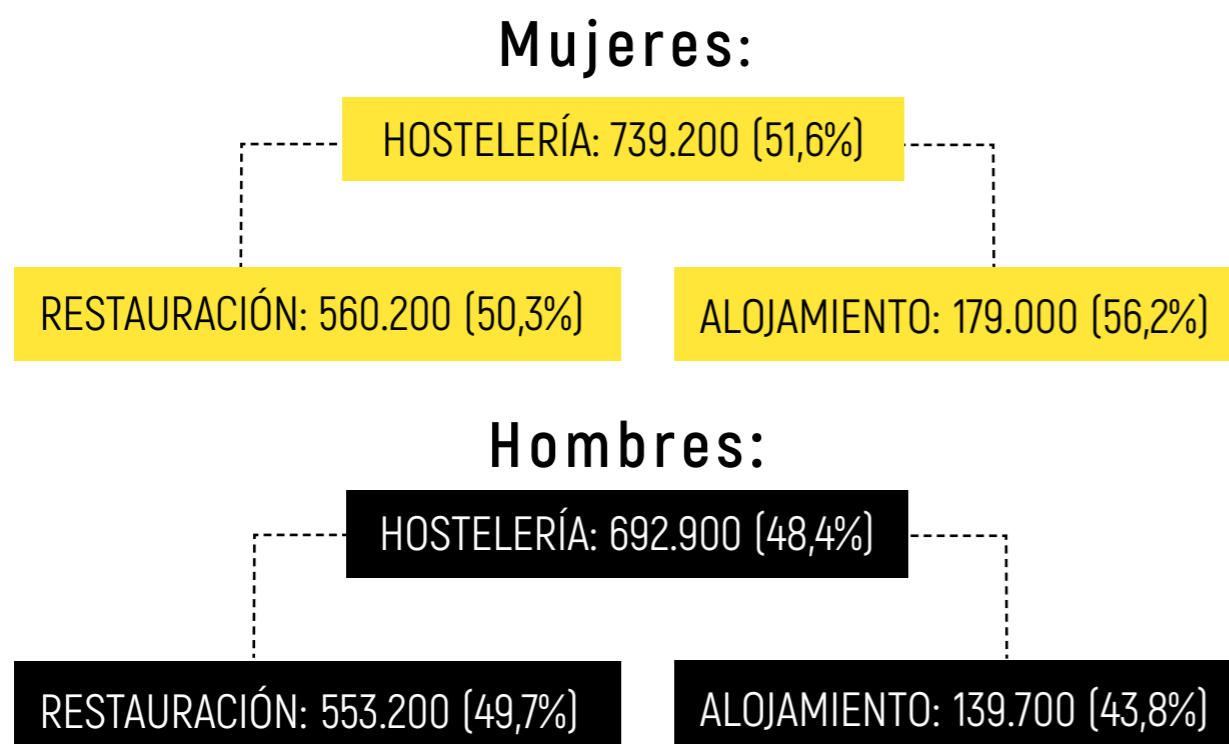 Mujeres:
HOSTELERÍA: 739.200 (51,6%)
RESTAURACIÓN: 560.200 (50,3%)
ALOJAMIENTO: 179.000 (56,2%)
Hombres:
HOSTELERÍA: 692.900 (48,4%)
RESTAURACIÓN: 553.200 (49,7%)
ALOJAMIENTO: 139.700 (43,8%)